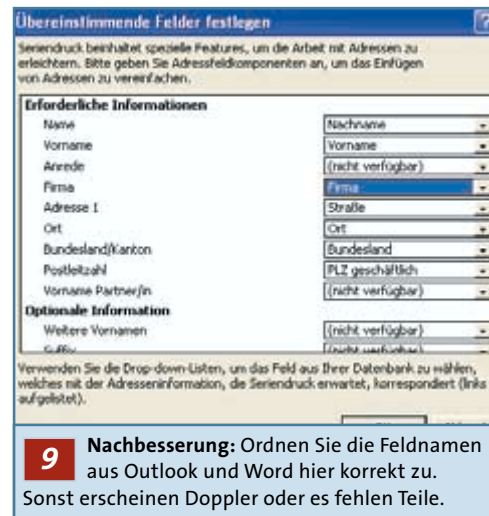 Übereinstimmende Felder festlegen ?
Seriendruck beinhaltet spezielle Features, um die Arbeit mit Adressen zu
erleichtern. Bitte geben Sie Adressfeldkomponenten an, um das Einfügen
von Adressen zu vereinfachen.
Erforderliche Informationen
Name Nachname
Vorname Vorname
Anrede (nicht verfügbar)
Firma Firma
Adresse 1 Straße
Ort Ort
Bundesland/Kanton Bundesland
Postleitzahl PLZ geschäftlich
Vorname Partner/in (nicht verfügbar)
Optionale Information
Weitere Vornamen (nicht verfügbar)
Suffix (nicht verfügbar)
Verwenden Sie die Drop-down-Listen, um das Feld aus Ihrer Datenbank zu wählen,
welches mit der Adresseninformation, die Seriendruck erwartet, korrespondiert (links
aufgelistet).
9 Nachbesserung: Ordnen Sie die Feldnamen
aus Outlook und Word hier korrekt zu.
Sonst erscheinen Doppler oder es fehlen Teile.